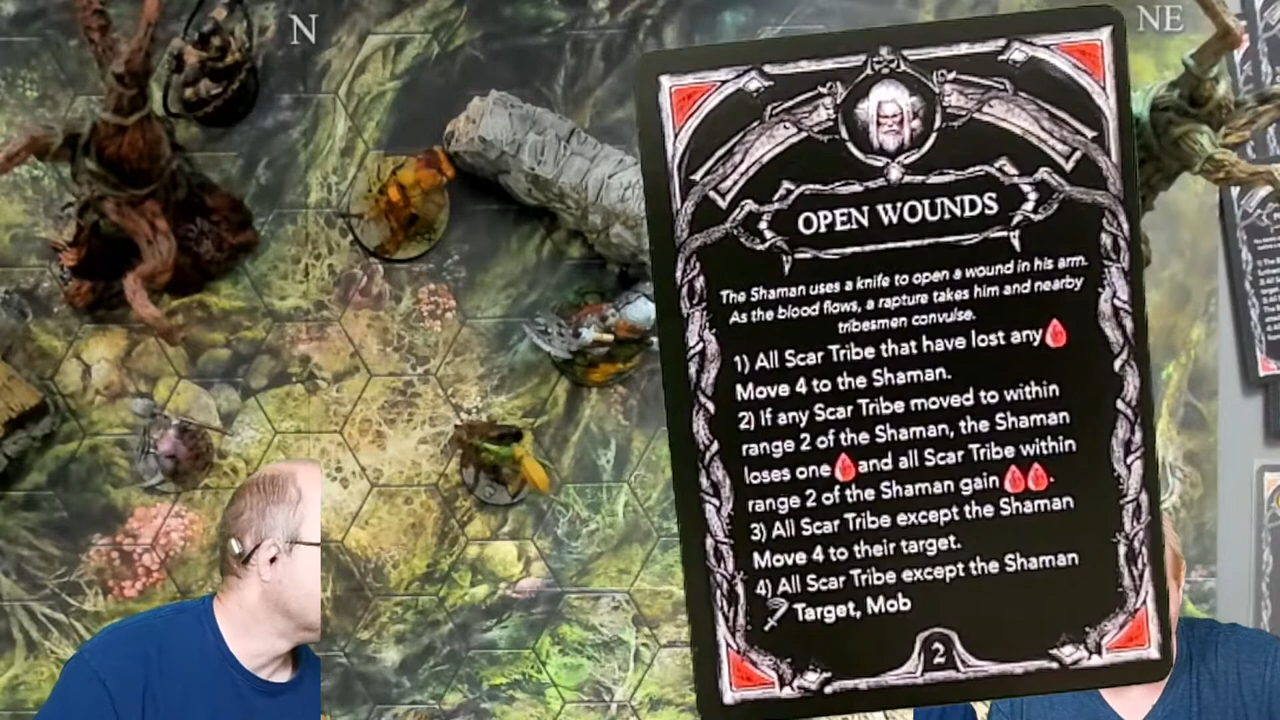 N
NE
OPEN WOUNDS
The Shaman uses a knife to open a wound in his arm.
As the blood flows, a rapture takes him and nearby
tribesmen convulse.
1) All Scar Tribe that have lost any
Move 4 to the Shaman.
2) If any Scar Tribe moved to within
range 2 of the Shaman, the Shaman
loses one and all Scar Tribe within
range 2 of the Shaman gain .
3) All Scar Tribe except the Shaman
Move 4 to their target.
4) All Scar Tribe except the Shaman
Target, Mob
2